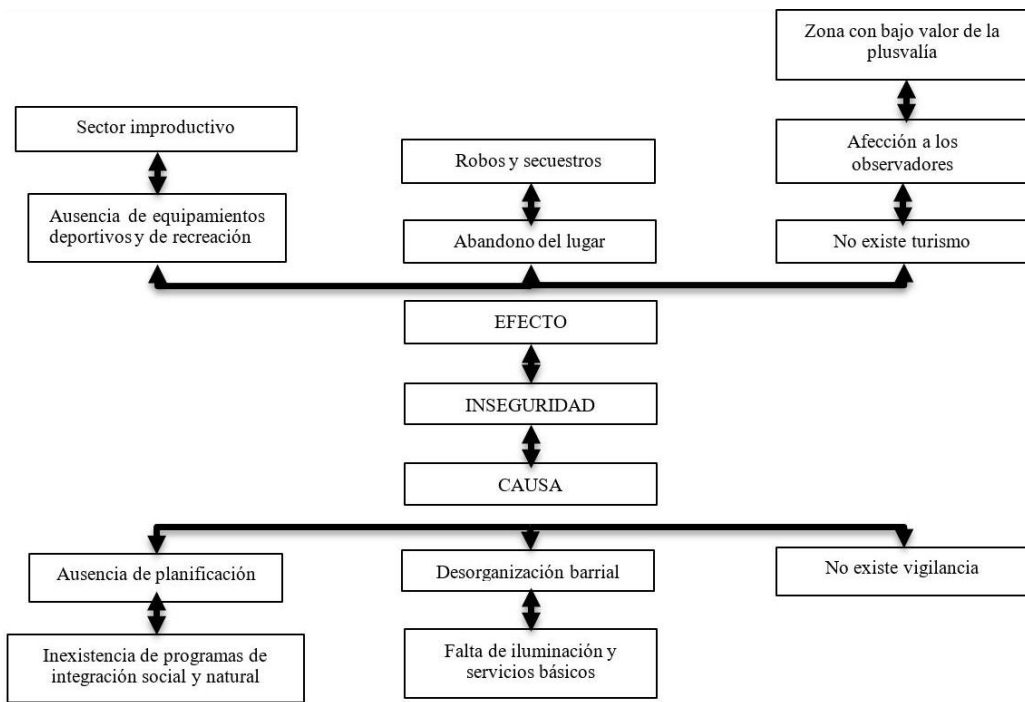 Zona con bajo valor de la
plusvalía
Sector improductivo
Robos y secuestros
Afección a los
observadores
Ausencia de equipamientos
deportivos y de recreación
Abandono del lugar
No existe turismo
EFECTO
INSEGURIDAD
CAUSA
Ausencia de planificación
Desorganización barrial
No existe vigilancia
Inexistencia de programas de
integración social y natural
Falta de iluminación y
servicios básicos